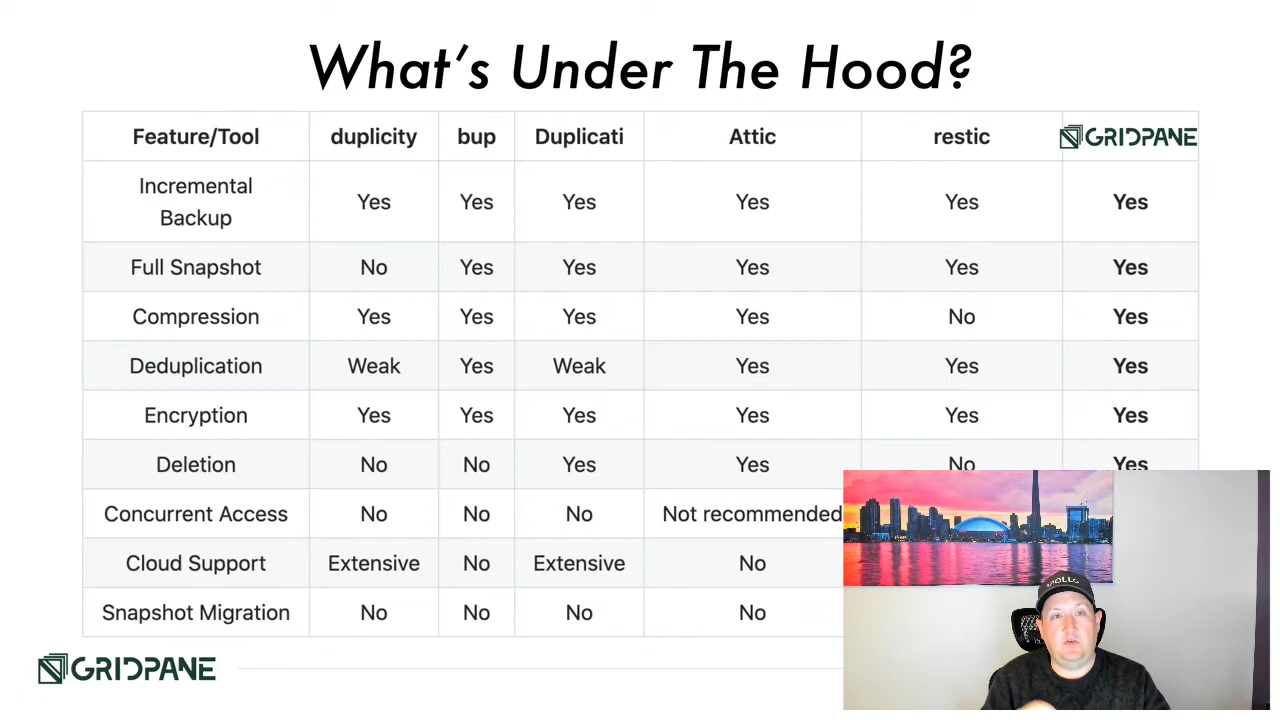 What's Under The Hood?
Feature/Tool duplicity bup Duplicati Attic restic GRIDPANE
Incremental
Backup Yes Yes Yes Yes Yes Yes
Full Snapshot No Yes Yes Yes Yes Yes
Compression Yes Yes Yes Yes No Yes
Deduplication Weak Yes Weak Yes Yes Yes
Encryption Yes Yes Yes Yes Yes Yes
Deletion No No Yes Yes No Yes
Concurrent Access No No No Not recommended
Cloud Support Extensive No Extensive No
Snapshot Migration No No No No
GRIDPANE